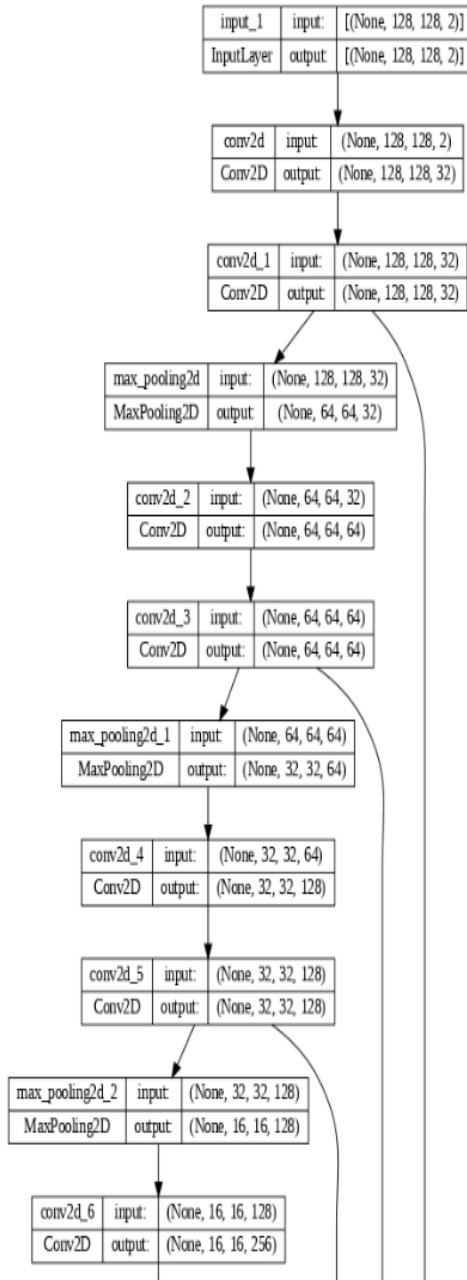 input_1 input: [(None, 128, 128, 2)]
InputLayer output: [(None, 128, 128, 2)]
conv2d input: (None, 128, 128, 2)
Conv2D output: (None, 128, 128, 32)
conv2d_1 input: (None, 128, 128, 32)
Conv2D output: (None, 128, 128, 32)
max_pooling2d input: (None, 128, 128, 32)
MaxPooling2D output: (None, 64, 64, 32)
conv2d_2 input: (None, 64, 64, 32)
Conv2D output: (None, 64, 64, 64)
conv2d_3 input: (None, 64, 64, 64)
Conv2D output: (None, 64, 64, 64)
max_pooling2d_1 input: (None, 64, 64, 64)
MaxPooling2D output: (None, 32, 32, 64)
conv2d_4 input: (None, 32, 32, 64)
Conv2D output: (None, 32, 32, 128)
conv2d_5 input: (None, 32, 32, 128)
Conv2D output: (None, 32, 32, 128)
max_pooling2d_2 input: (None, 32, 32, 128)
MaxPooling2D output: (None, 16, 16, 128)
conv2d_6 input: (None, 16, 16, 128)
Conv2D output: (None, 16, 16, 256)